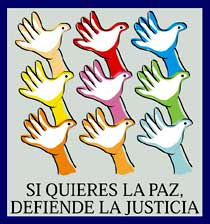 SI QUIERES LA PAZ,
DEFIENDE LA JUSTICIA